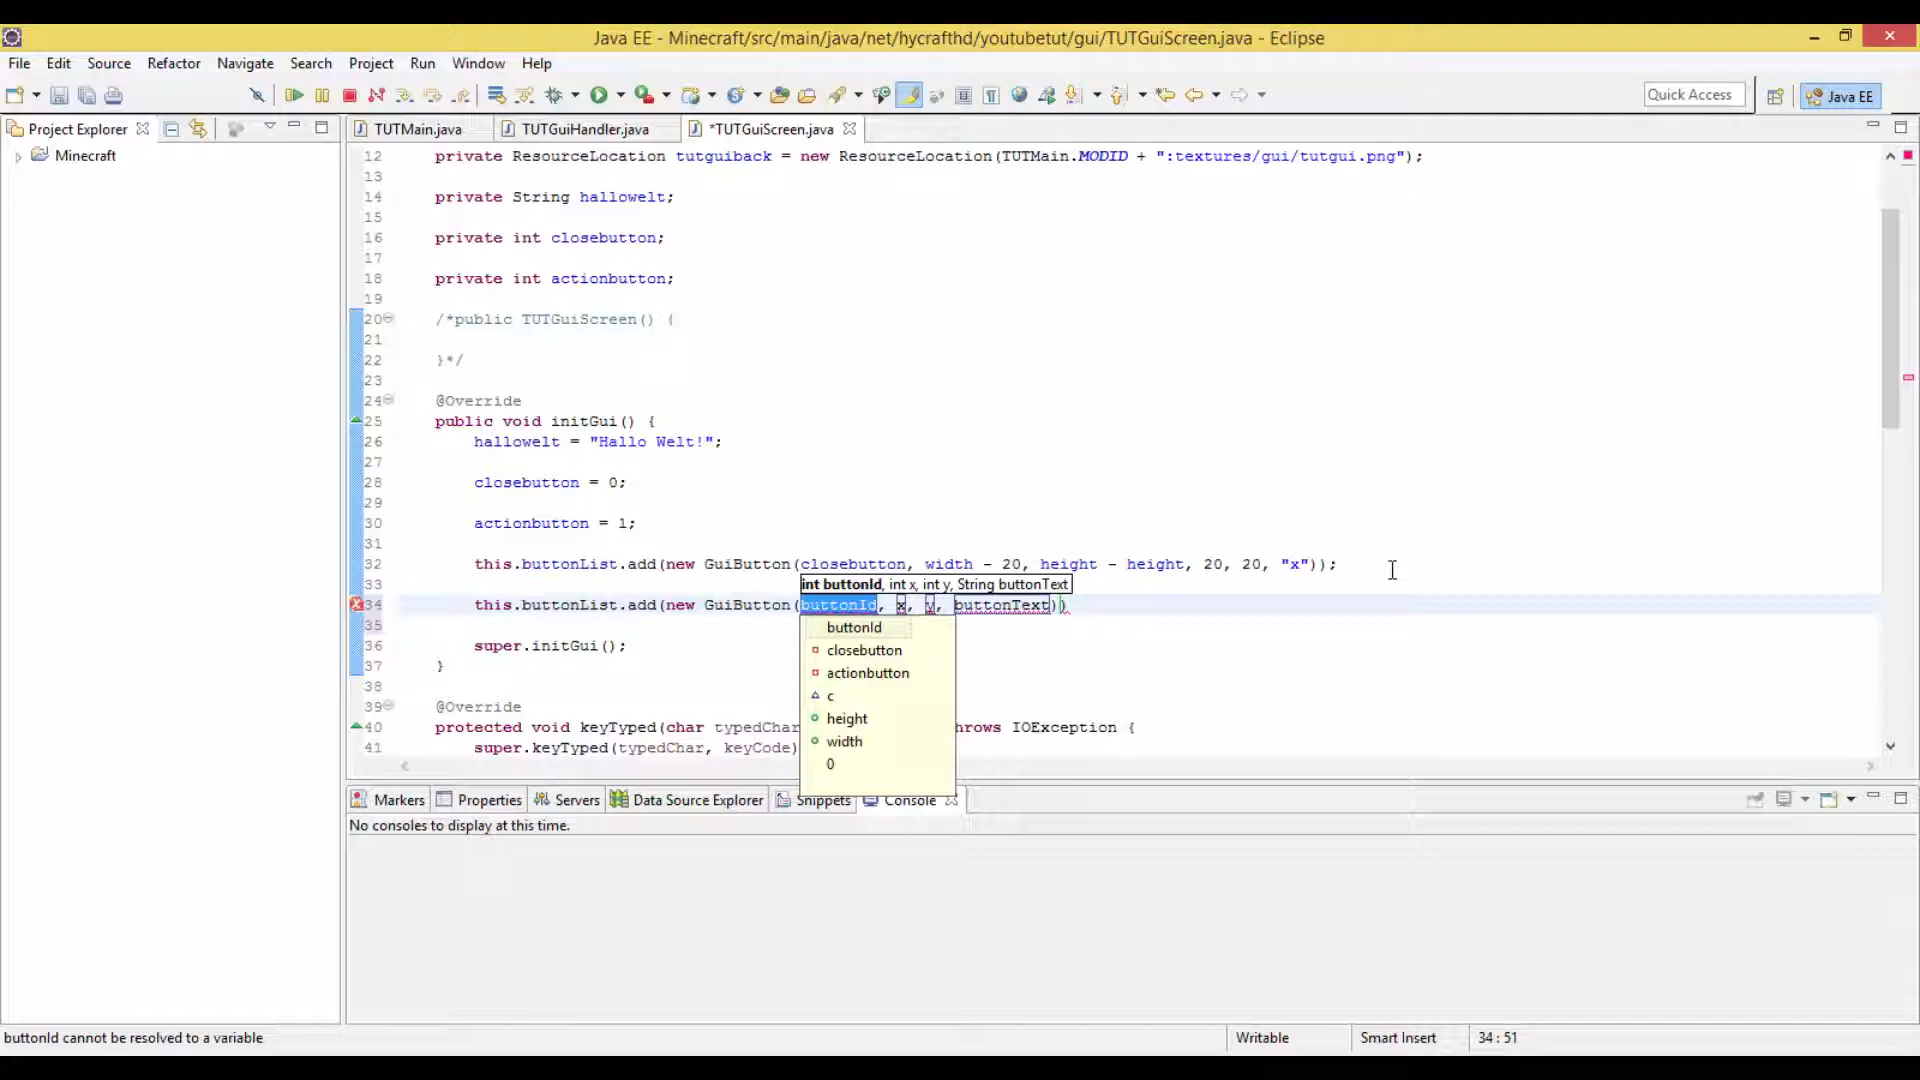 Java EE - Minecraft/src/main/java/net/hycrafthd/youtubetut/gui/TUTGuiScreen.java - Eclipse
File Edit Source Refactor Navigate Search Project Run Window Help
Quick Access
Java EE
Project Explorer
TUTMain.java
TUTGuiHandler.java
*TUTGuiScreen.java
Minecraft
12 private ResourceLocation tutguiback = new ResourceLocation(TUTMain.MODID + ":textures/gui/tutgui.png");
13
14 private String hallowelt;
15
16 private int closebutton;
17
18 private int actionbutton;
19
20 /*public TUTGuiScreen() {
21
22 }*/
23
24 @Override
25 public void initGui() {
26 hallowelt = "Hallo Welt!";
27
28 closebutton = 0;
29
30 actionbutton = 1;
31
32 this.buttonList.add(new GuiButton(closebutton, width - 20, height - height, 20, 20, "x"));
33
int buttonId, int x, int y, String buttonText
34 this.buttonList.add(new GuiButton(buttonId, x, y, buttonText))
35
36 super.initGui();
37 }
38
39 @Override
40 protected void keyTyped(char typedChar hrows IOException {
41 super.keyTyped(typedChar, keyCode)
buttonId
closebutton
actionbutton
c
height
width
0
Markers Properties Servers Data Source Explorer Snippets Console
No consoles to display at this time.
buttonId cannot be resolved to a variable
Writable
Smart Insert
34 : 51